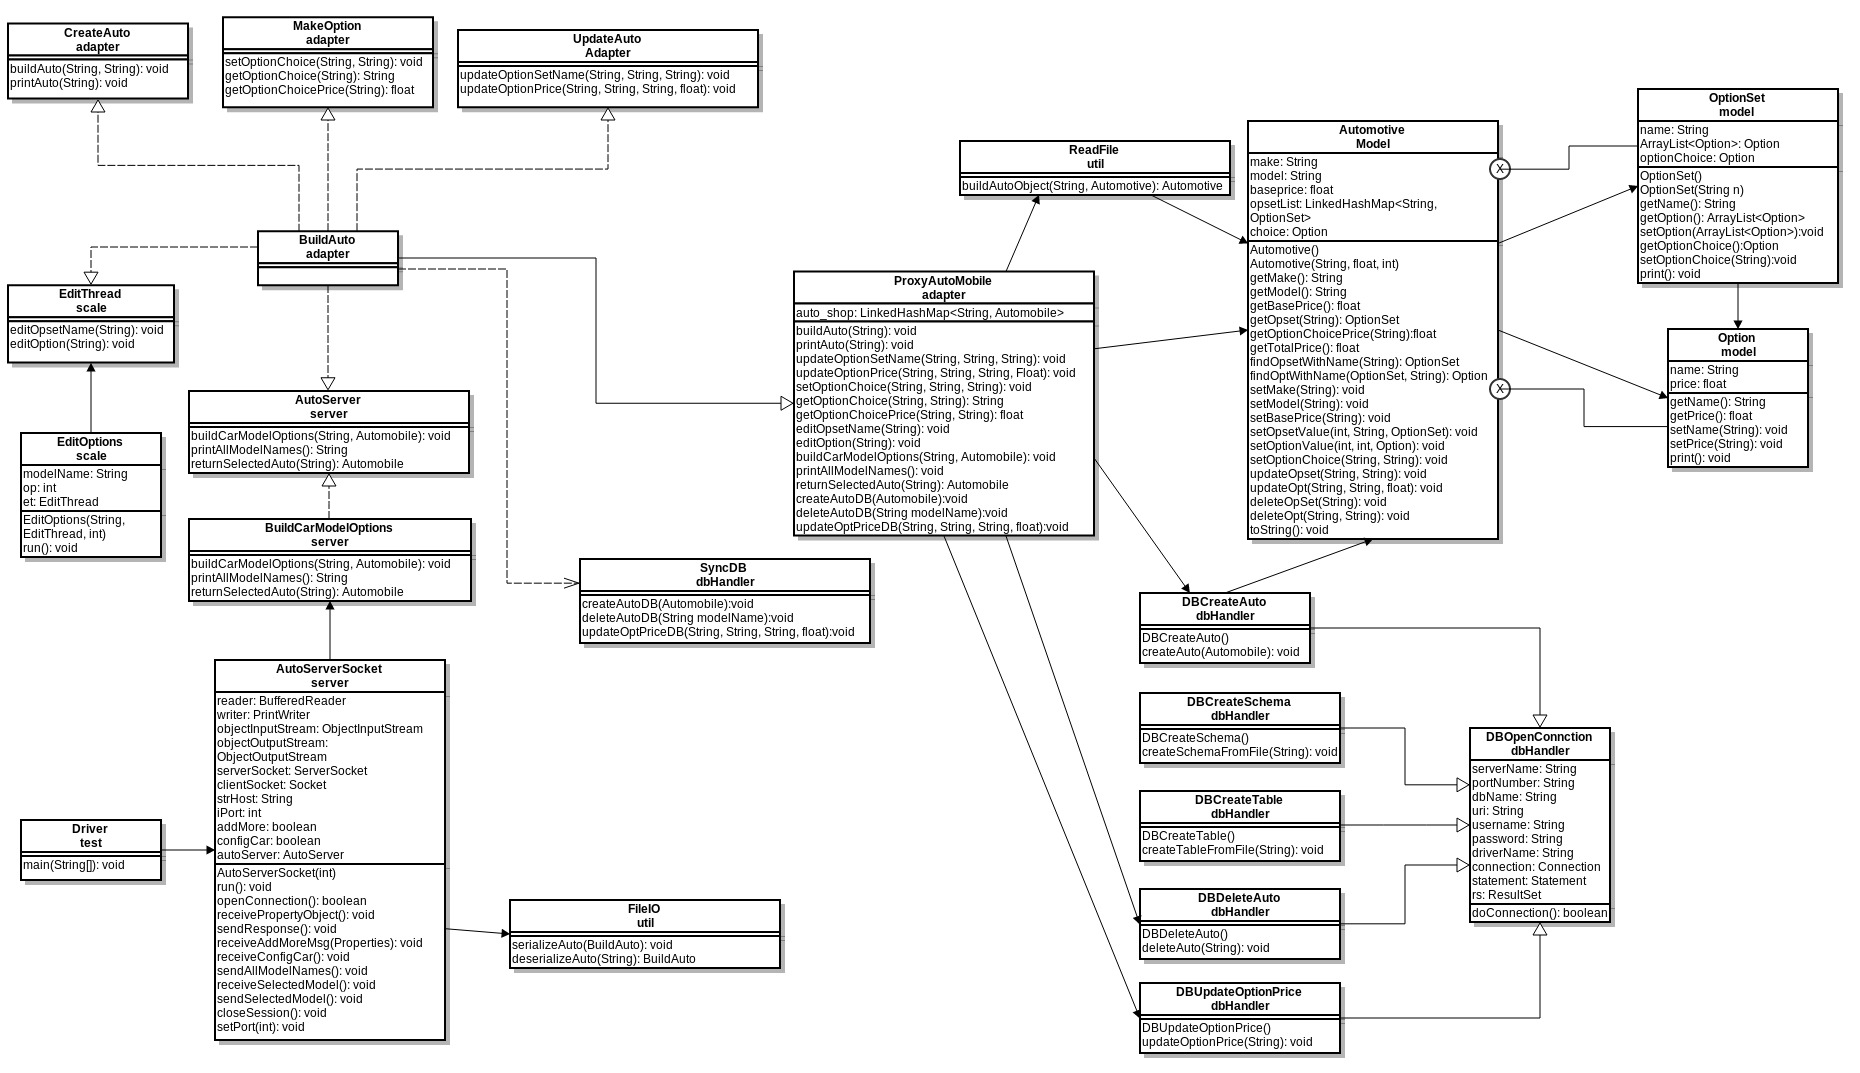 CreateAuto
adapter
buildAuto(String, String): void
printAuto(String): void
MakeOption
adapter
setOptionChoice(String, String): void
getOptionChoice(String): String
getOptionChoicePrice(String): float
UpdateAuto
Adapter
updateOptionSetName(String, String, String): void
updateOptionPrice(String, String, String, float): void
BuildAuto
adapter
EditThread
scale
editOpsetName(String): void
editOption(String): void
EditOptions
scale
modelName: String
op: int
et: EditThread
EditOptions(String,
EditThread, int)
run(): void
AutoServer
server
buildCarModelOptions(String, Automobile): void
printAllModelNames(): String
returnSelectedAuto(String): Automobile
BuildCarModelOptions
server
buildCarModelOptions(String, Automobile): void
printAllModelNames(): String
returnSelectedAuto(String): Automobile
SyncDB
dbHandler
createAutoDB(Automobile):void
deleteAutoDB(String modelName):void
updateOptPriceDB(String, String, String, float):void
AutoServerSocket
server
reader: BufferedReader
writer: PrintWriter
objectInputStream: ObjectInputStream
objectOutputStream:
ObjectOutputStream
serverSocket: ServerSocket
clientSocket: Socket
strHost: String
iPort: int
addMore: boolean
configCar: boolean
autoServer: AutoServer
AutoServerSocket(int)
run(): void
openConnection(): boolean
receivePropertyObject(): void
sendResponse(): void
receiveAddMoreMsg(Properties): void
receiveConfigCar(): void
sendAllModelNames(): void
receiveSelectedModel(): void
sendSelectedModel(): void
closeSession(): void
setPort(int): void
Driver
test
main(String[]): void
FileIO
util
serializeAuto(BuildAuto): void
deserializeAuto(String): BuildAuto
ReadFile
util
buildAutoObject(String, Automotive): Automotive
ProxyAutoMobile
adapter
auto_shop: LinkedHashMap<String, Automobile>
buildAuto(String): void
printAuto(String): void
updateOptionSetName(String, String, String): void
updateOptionPrice(String, String, String, Float): void
setOptionChoice(String, String, String): void
getOptionChoice(String, String): String
getOptionChoicePrice(String, String): float
editOpsetName(String): void
editOption(String): void
buildCarModelOptions(String, Automobile): void
printAllModelNames(): void
returnSelectedAuto(String): Automobile
createAutoDB(Automobile):void
deleteAutoDB(String modelName):void
updateOptPriceDB(String, String, String, float):void
Automotive
Model
make: String
model: String
baseprice: float
opsetList: LinkedHashMap<String,
OptionSet>
choice: Option
Automotive()
Automotive(String, float, int)
getMake(): String
getModel(): String
getBasePrice(): float
getOpset(String): OptionSet
getOptionChoicePrice(String):float
getTotalPrice(): float
findOpsetWithName(String): OptionSet
findOptWithName(OptionSet, String): Option
setMake(String): void
setModel(String): void
setBasePrice(String): void
setOpsetValue(int, String, OptionSet): void
setOptionValue(int, int, Option): void
setOptionChoice(String, String): void
updateOpset(String, String): void
updateOpt(String, String, float): void
deleteOpSet(String): void
deleteOpt(String, String): void
toString(): void
X
X
OptionSet
model
name: String
ArrayList<Option>: Option
optionChoice: Option
OptionSet()
OptionSet(String n)
getName(): String
getOption(): ArrayList<Option>
setOption(ArrayList<Option>):void
getOptionChoice():Option
setOptionChoice(String):void
print(): void
Option
model
name: String
price: float
getName(): String
getPrice(): float
setName(String): void
setPrice(String): void
print(): void
DBCreateAuto
dbHandler
DBCreateAuto()
createAuto(Automobile): void
DBCreateSchema
dbHandler
DBCreateSchema()
createSchemaFromFile(String): void
DBCreateTable
dbHandler
DBCreateTable()
createTableFromFile(String): void
DBDeleteAuto
dbHandler
DBDeleteAuto()
deleteAuto(String): void
DBUpdateOptionPrice
dbHandler
DBUpdateOptionPrice()
updateOptionPrice(String): void
DBOpenConnction
dbHandler
serverName: String
portNumber: String
dbName: String
uri: String
username: String
password: String
driverName: String
connection: Connection
statement: Statement
rs: ResultSet
doConnection(): boolean